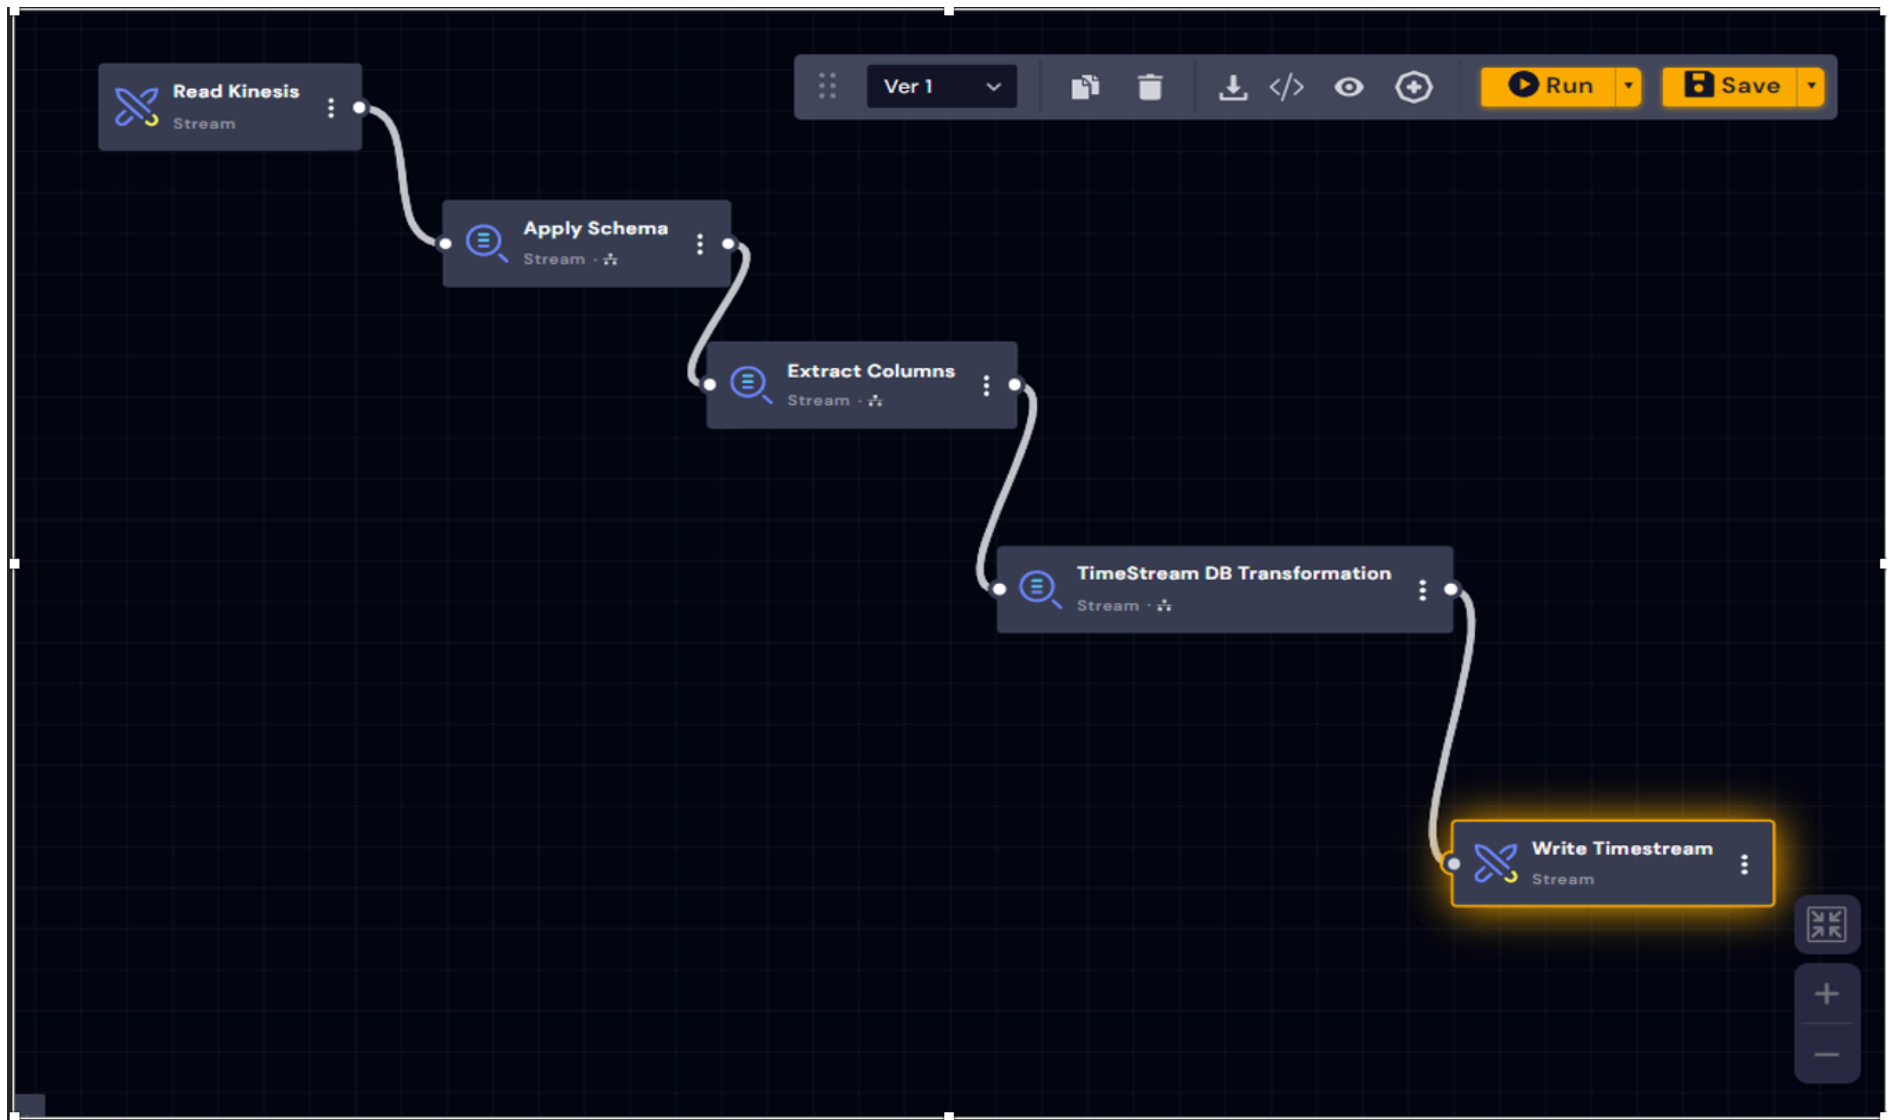 Read Kinesis
Stream
Ver 1
Run
Save
Apply Schema
Stream ·
Extract Columns
Stream ·
TimeStream DB Transformation
Stream ·
Write Timestream
Stream